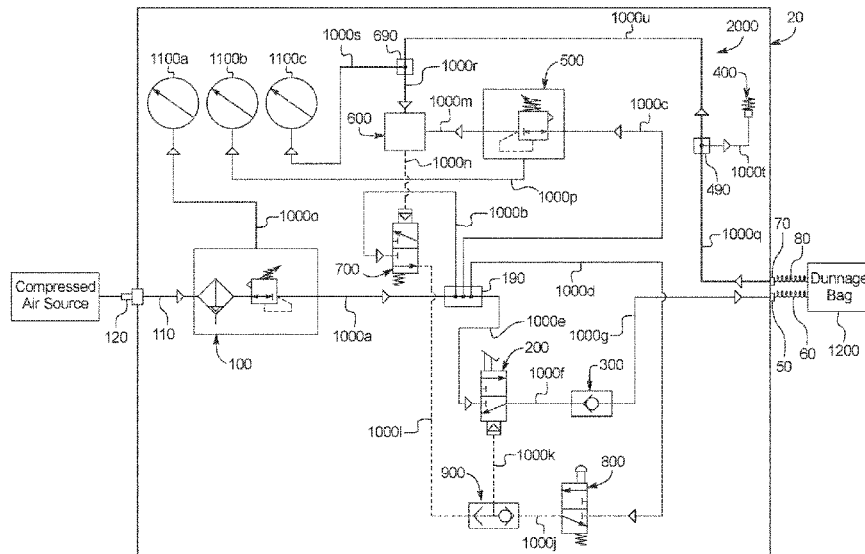 1000u
2000
20
1000s
690
1100a
1100b
1100c
1000r
500
400
1000m
1000c
600
1000n
1000t
490
1000b
1000p
1000o
1000q
70
80
700
190
1000d
Compressed
Air Source
Dunnage
Bag
120
110
1000a
1000e
1000g
50
60
1200
100
200
300
1000f
1000l
1000k
800
900
1000j